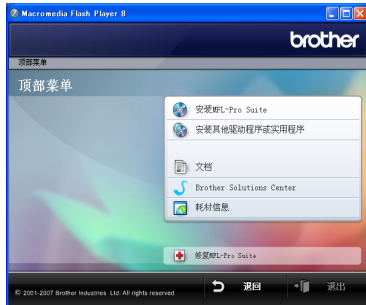 Macromedia Flash Player 8
brother
顶部菜单
顶部菜单
安装MFL-Pro Suite
安装其他驱动程序或实用程序
文档
Brother Solutions Center
耗材信息
修复MFL-Pro Suite
© 2001-2007 Brother Industries Ltd. All rights reserved
退回
退出